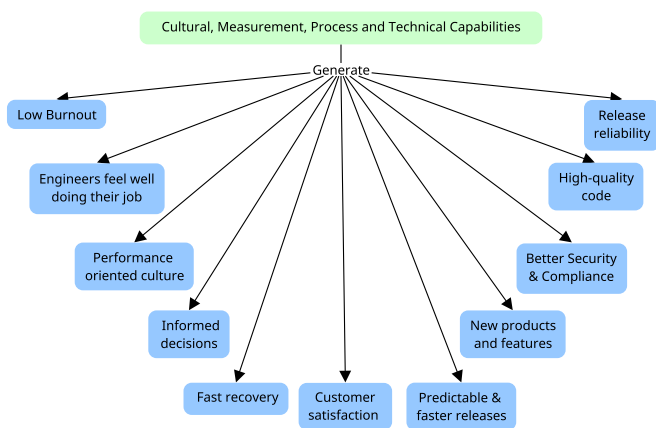 Cultural, Measurement, Process and Technical Capabilities
Generate
Low Burnout
Release
reliability
Engineers feel well
doing their job
High-quality
code
Performance
oriented culture
Better Security
& Compliance
Informed
decisions
New products
and features
Fast recovery
Customer
satisfaction
Predictable &
faster releases